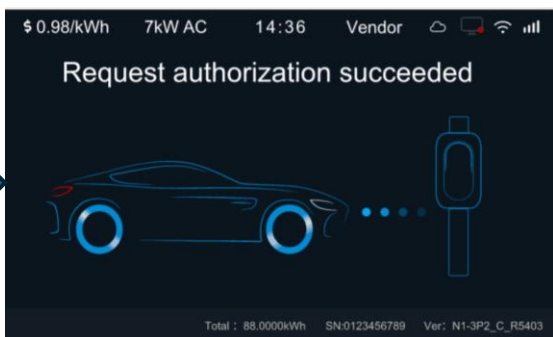 $ 0.98/kWh 7kW AC 14:36 Vendor
Request authorization succeeded
Total : 88.0000kWh SN:0123456789 Ver: N1-3P2_C_R5403